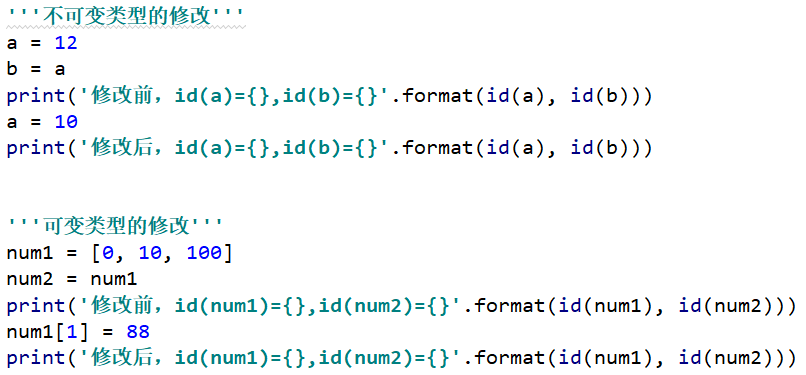 '''不可变类型的修改'''
a = 12
b = a
print('修改前，id(a)={},id(b)={}'.format(id(a), id(b)))
a = 10
print('修改后，id(a)={},id(b)={}'.format(id(a), id(b)))
'''可变类型的修改'''
num1 = [0, 10, 100]
num2 = num1
print('修改前，id(num1)={},id(num2)={}'.format(id(num1), id(num2)))
num1[1] = 88
print('修改后，id(num1)={},id(num2)={}'.format(id(num1), id(num2)))